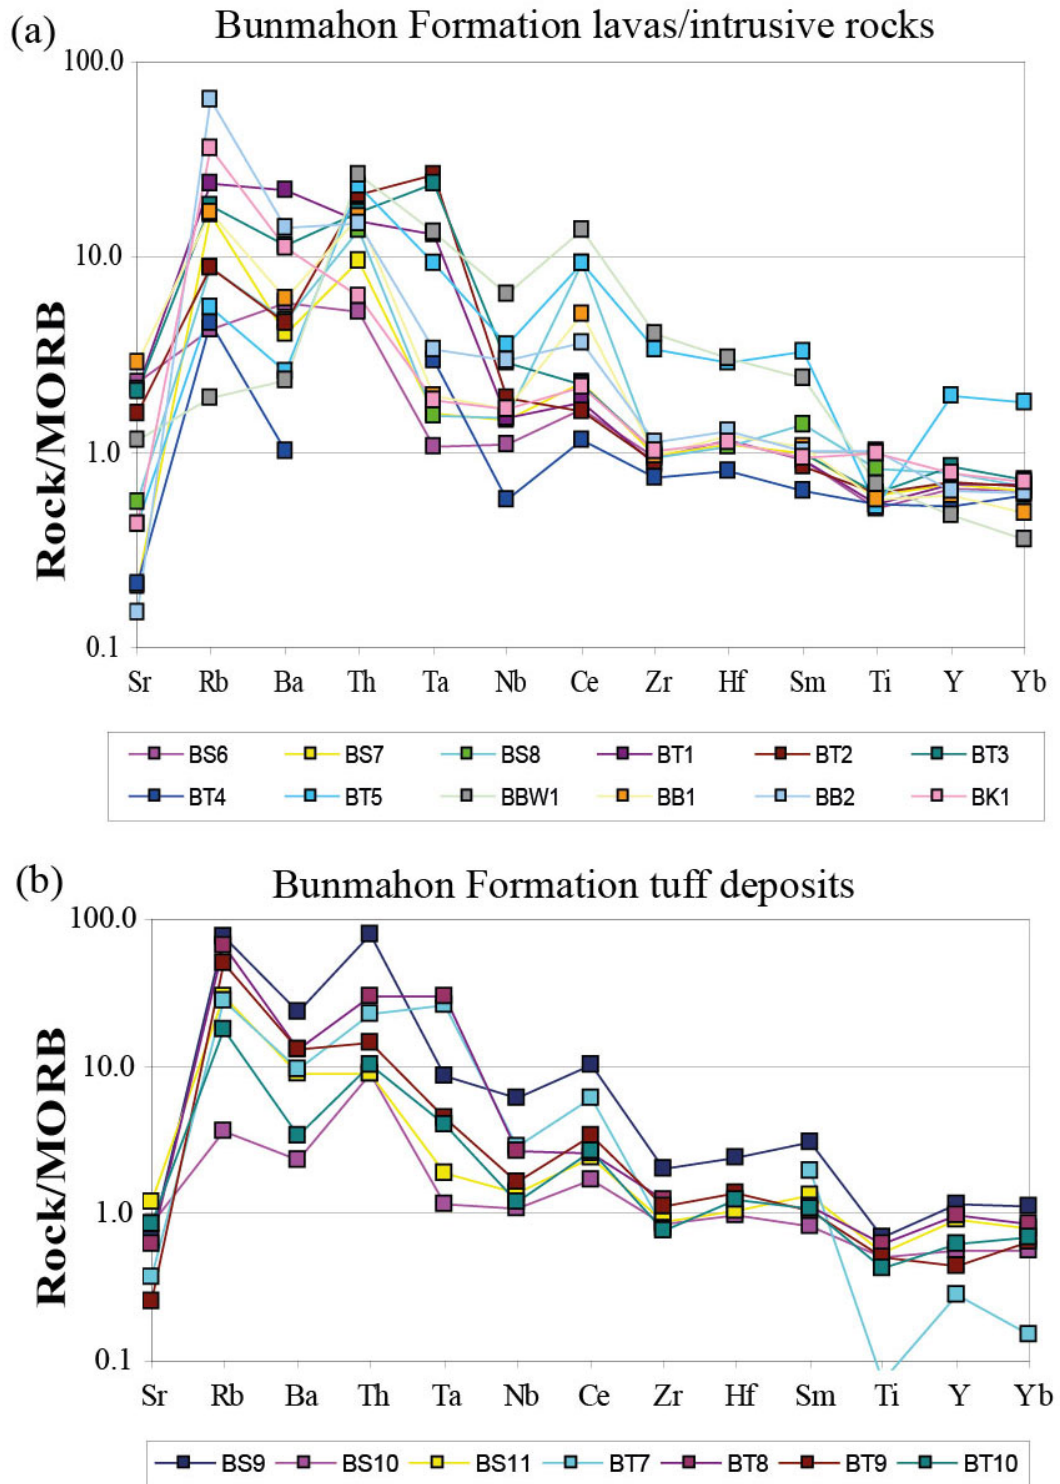 (a)
Bunmahon Formation lavas/intrusive rocks
Rock/MORB
100.0
10.0
1.0
0.1
Sr Rb Ba Th Ta Nb Ce Zr Hf Sm Ti Y Yb
BS6 BS7 BS8 BT1 BT2 BT3
BT4 BT5 BBW1 BB1 BB2 BK1
(b)
Bunmahon Formation tuff deposits
Rock/MORB
100.0
10.0
1.0
0.1
Sr Rb Ba Th Ta Nb Ce Zr Hf Sm Ti Y Yb
BS9 BS10 BS11 BT7 BT8 BT9 BT10